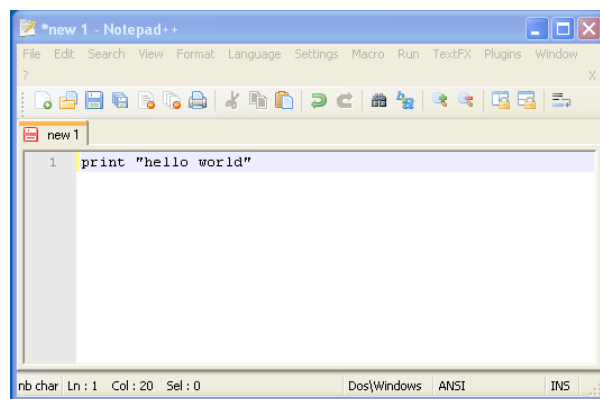 *new 1 - Notepad++
File Edit Search View Format Language Settings Macro Run TextFX Plugins Window
? X
new 1
1 print "hello world"
nb char Ln : 1 Col : 20 Sel : 0 Dos\Windows ANSI INS